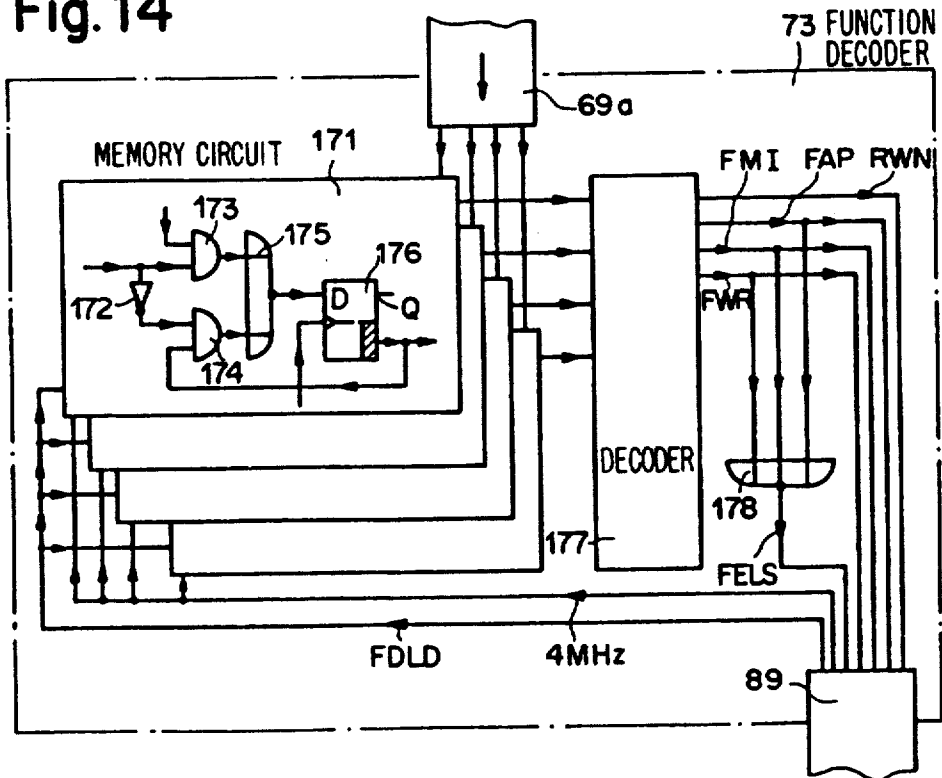 Fig. 14
73 FUNCTION
DECODER
69a
MEMORY CIRCUIT
171
FMI
FAP
RWN
173
175
176
172
D
Q
174
FWR
DECODER
178
177
FELS
FDLD
4MHz
89